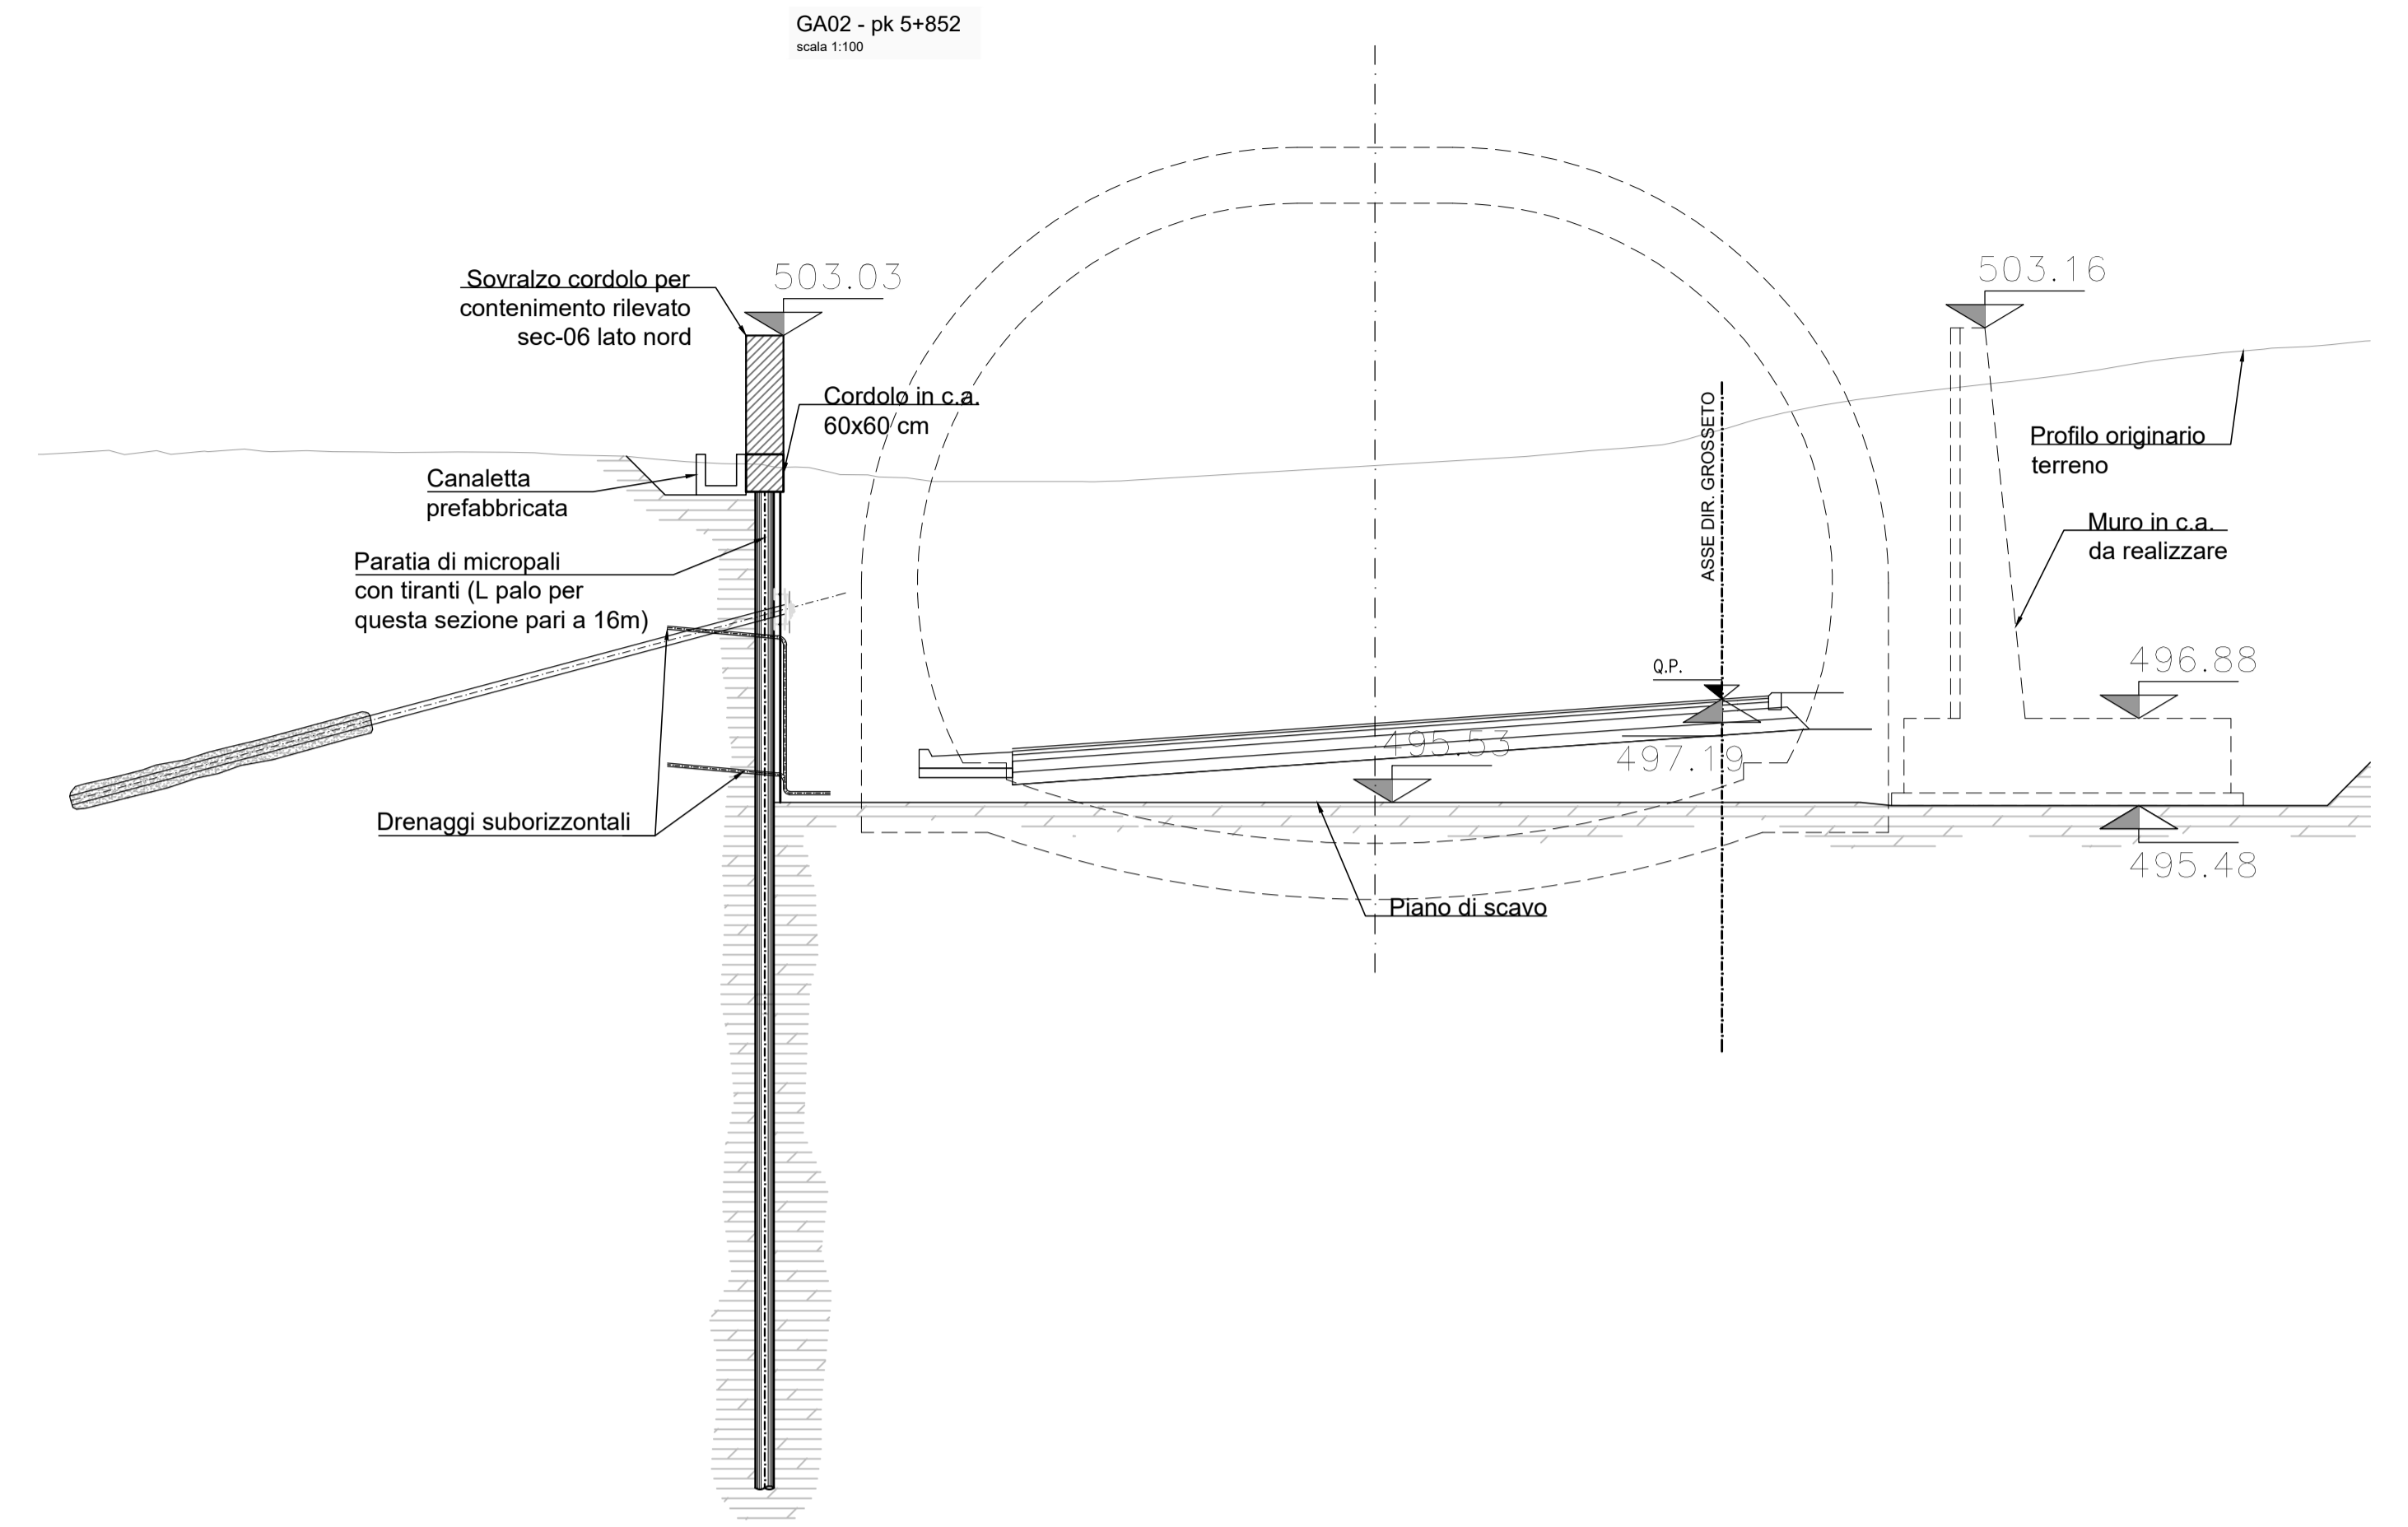 GA02 - pk 5+852
scala 1:100
Sovralzo cordolo per
contenimento rilevato
sec-06 lato nord
503.03
503.16
Cordolo in c.a.
60x60 cm
ASSE DIR. GROSSETO
Profilo originario
terreno
Canaletta
prefabbricata
Muro in c.a.
da realizzare
Paratia di micropali
con tiranti (L palo per
questa sezione pari a 16m)
Q.P.
496.88
495.53
497.19
Drenaggi suborizzontali
495.48
Piano di scavo